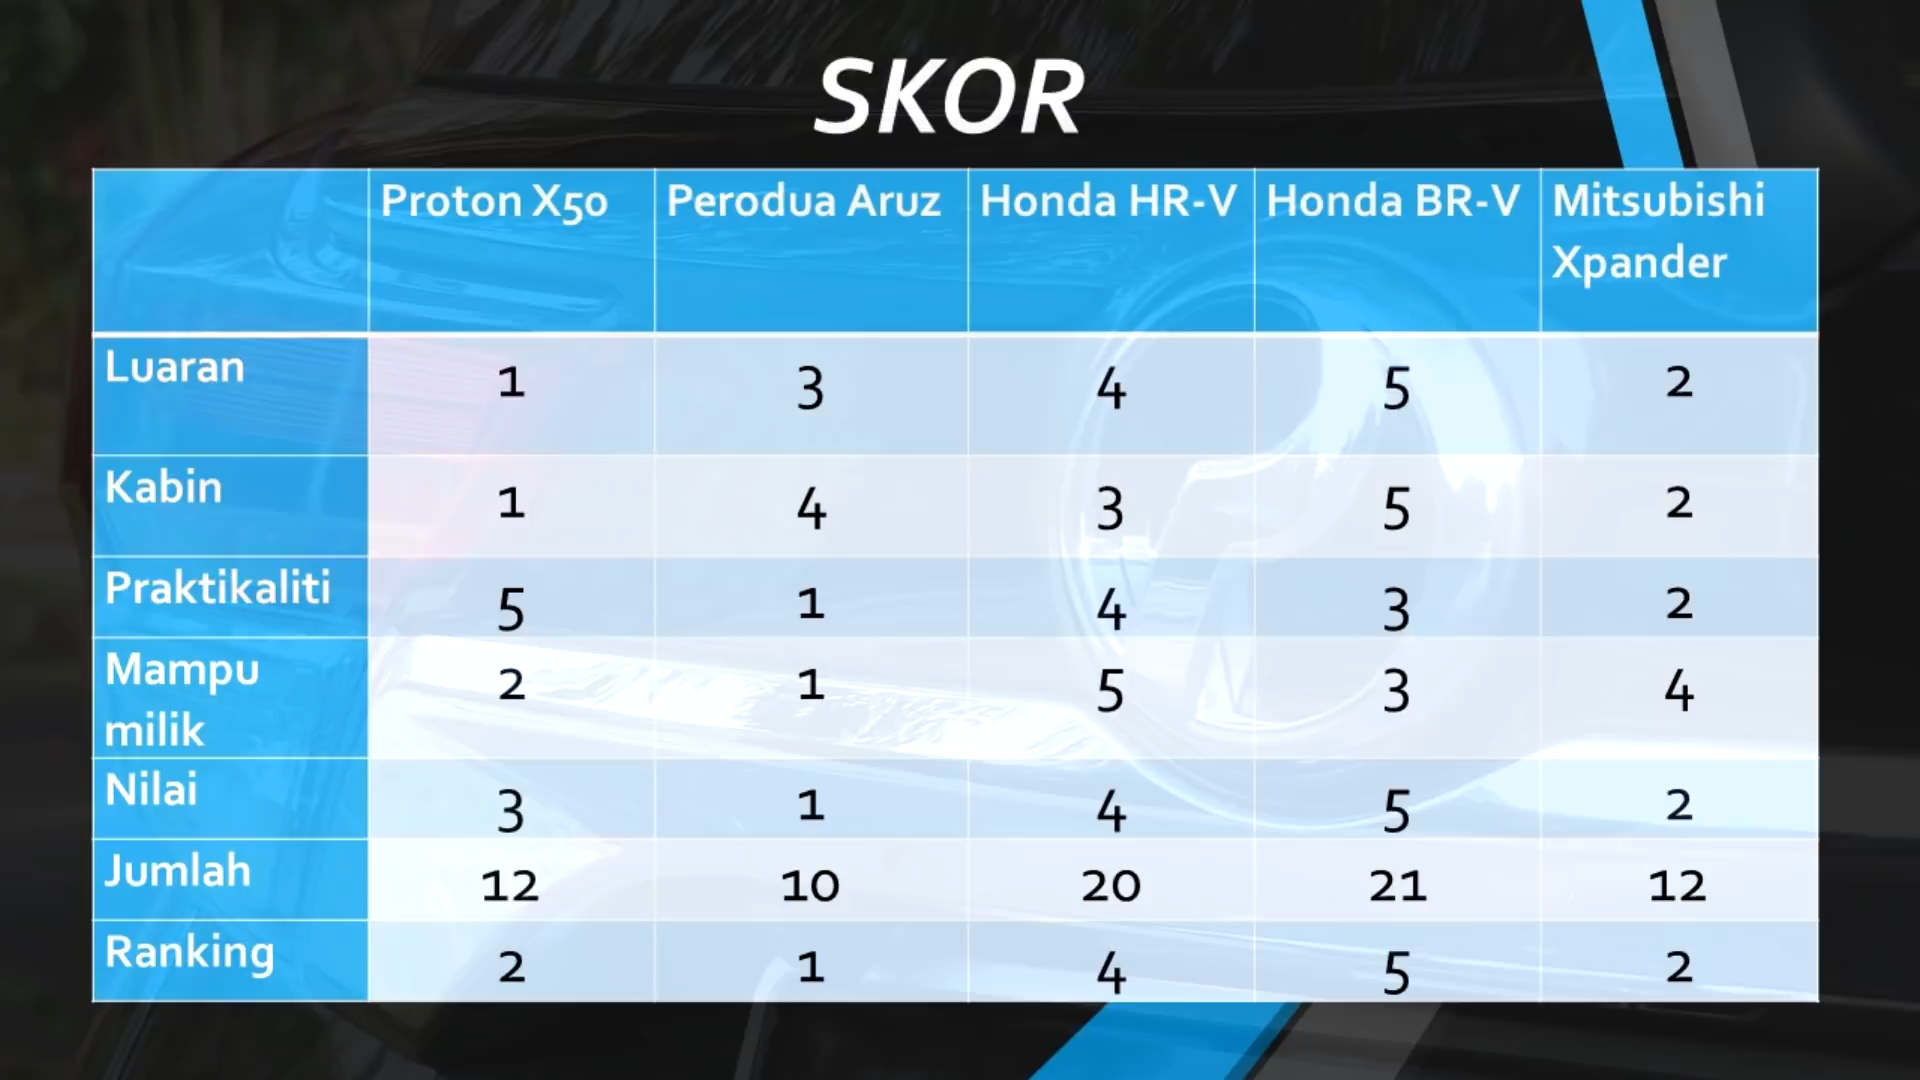 SKOR
Proton X50 Perodua Aruz Honda HR-V Honda BR-V Mitsubishi
Xpander
Luaran 1 3 4 5 2
Kabin 1 4 3 5 2
Praktikaliti 5 1 4 3 2
Mampu
milik 2 1 5 3 4
Nilai 3 1 4 5 2
Jumlah 12 10 20 21 12
Ranking 2 1 4 5 2